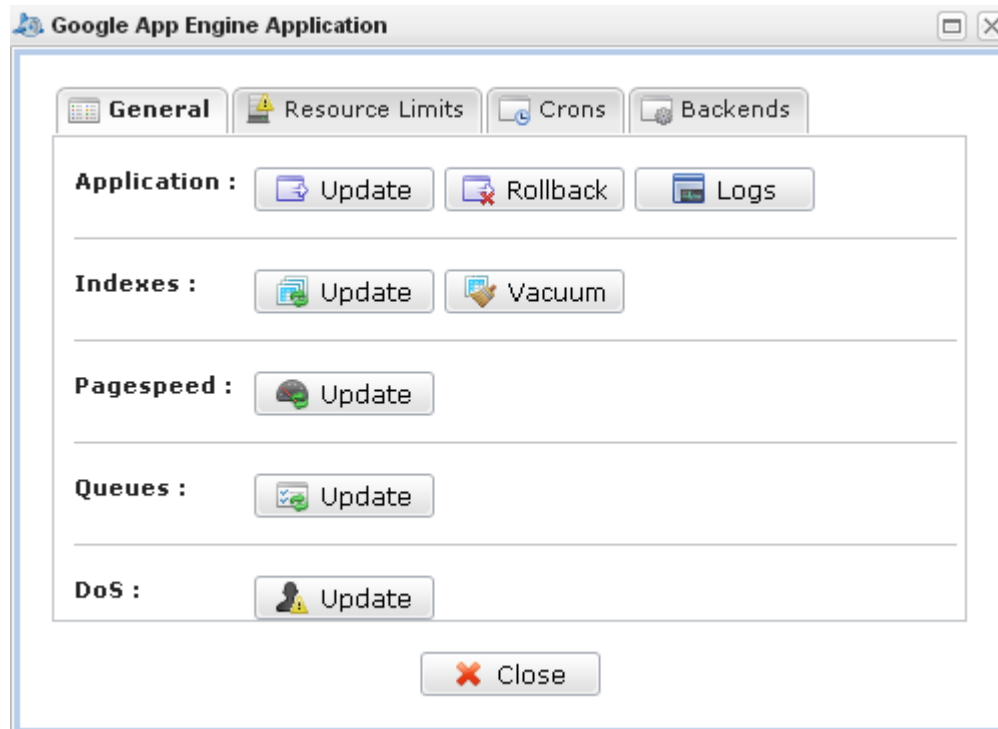 Google App Engine Application
General Resource Limits Crons Backends
Application : Update Rollback Logs
Indexes : Update Vacuum
Pagespeed : Update
Queues : Update
DoS : Update
Close